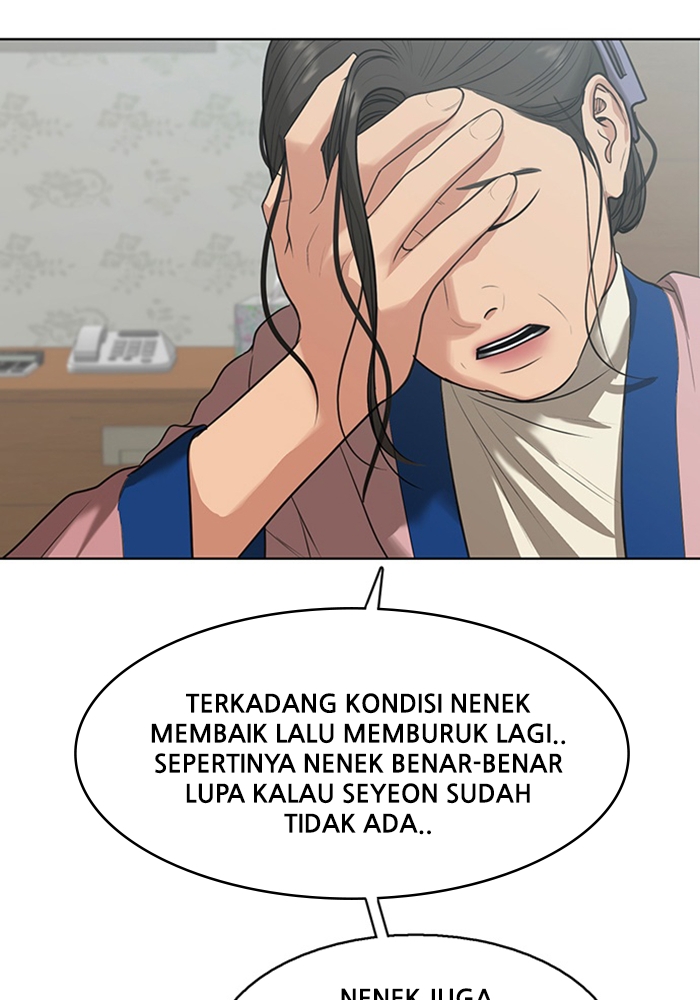 TERKADANG KONDISI NENEK
MEMBAIK LALU MEMBURUK LAGI..
SEPERTINYA NENEK BENAR-BENAR
LUPA KALAU SEYEON SUDAH
TIDAK ADA..
NENEK JUGA